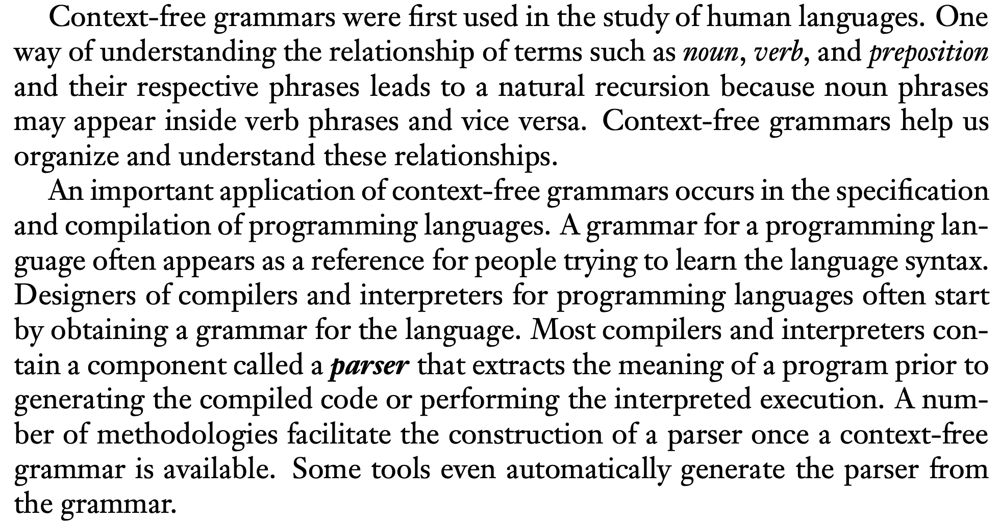 Context-free grammars were first used in the study of human languages. One
way of understanding the relationship of terms such as noun, verb, and preposition
and their respective phrases leads to a natural recursion because noun phrases
may appear inside verb phrases and vice versa. Context-free grammars help us
organize and understand these relationships.
An important application of context-free grammars occurs in the specification
and compilation of programming languages. A grammar for a programming lan-
guage often appears as a reference for people trying to learn the language syntax.
Designers of compilers and interpreters for programming languages often start
by obtaining a grammar for the language. Most compilers and interpreters con-
tain a component called a parser that extracts the meaning of a program prior to
generating the compiled code or performing the interpreted execution. A num-
ber of methodologies facilitate the construction of a parser once a context-free
grammar is available. Some tools even automatically generate the parser from
the grammar.